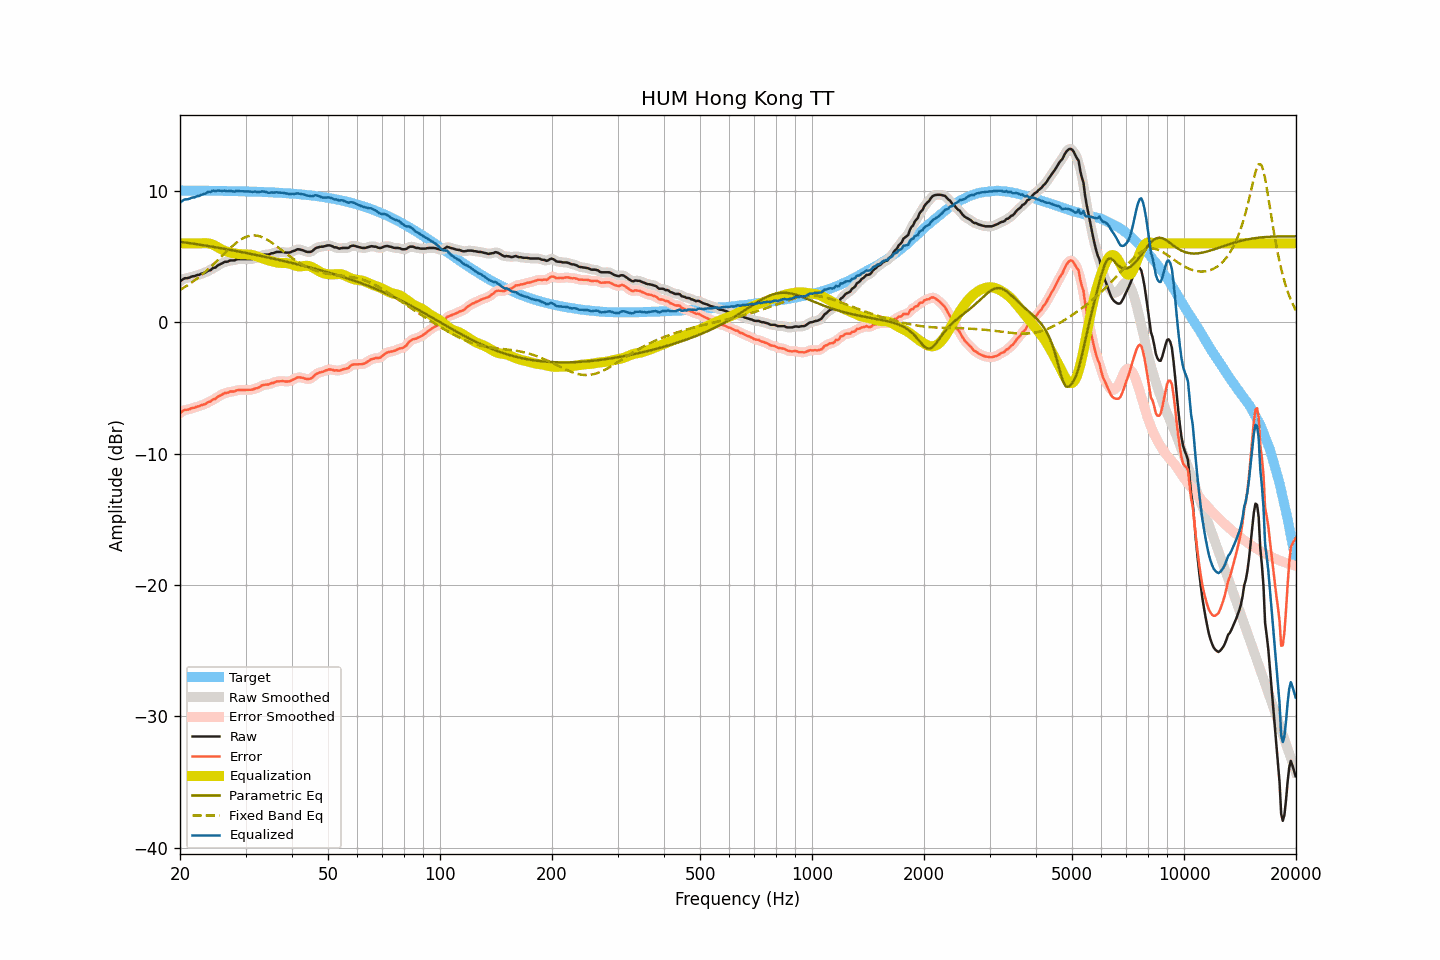 HUM Hong Kong TT
Amplitude (dBr)
10
0
−10
−20
−30
−40
Target
Raw Smoothed
Error Smoothed
Raw
Error
Equalization
Parametric Eq
Fixed Band Eq
Equalized
20 50 100 200 500 1000 2000 5000 10000 20000
Frequency (Hz)